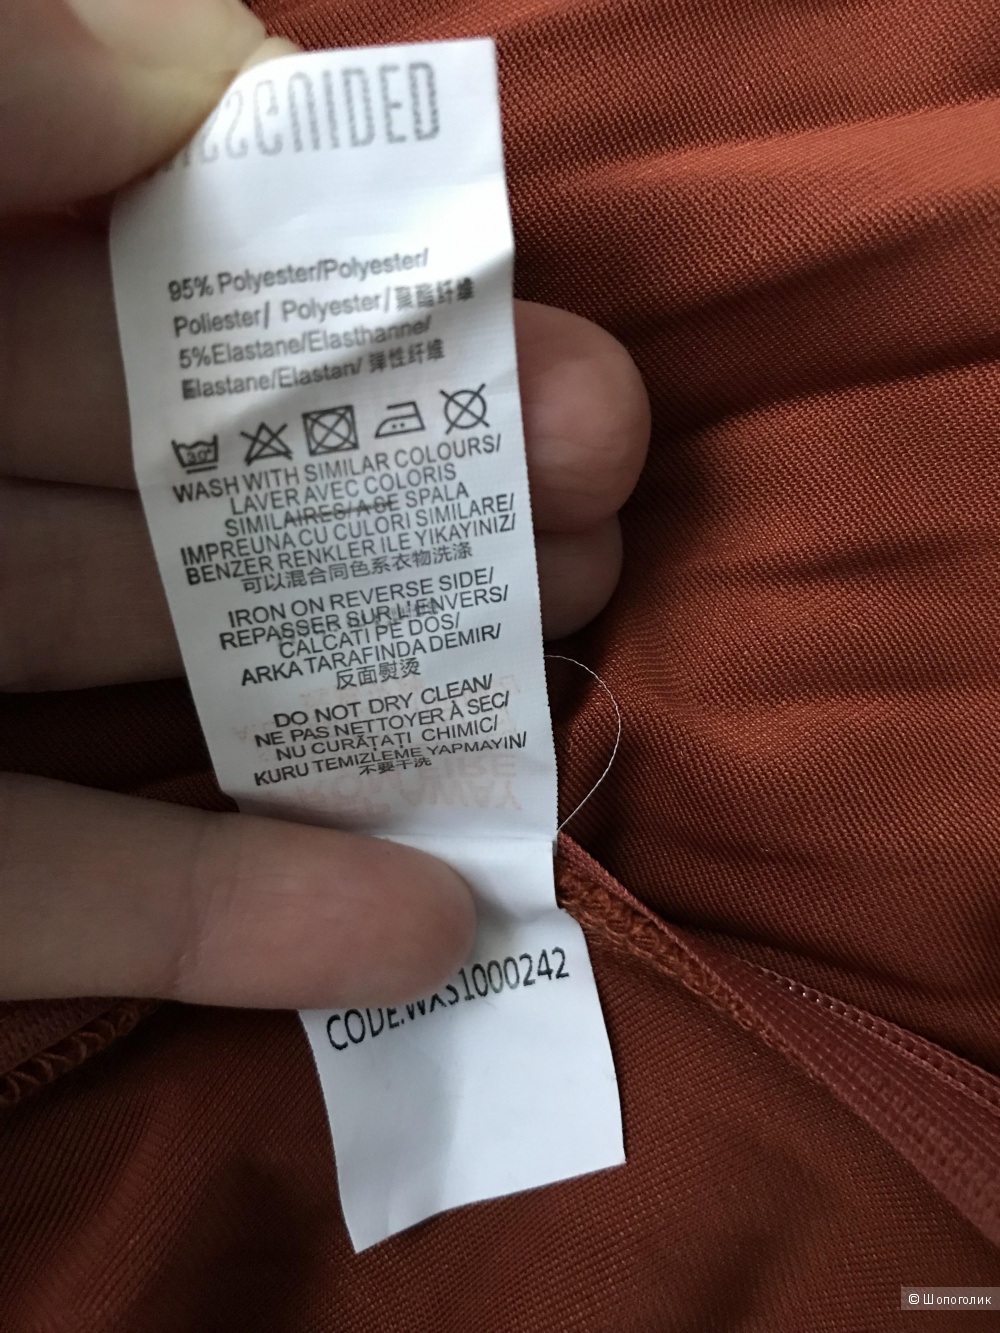 SSGUIDED
95% Polyester/Polyester/
Poliester/ Polyester/聚酯纤维
5%Elastane/Elasthanne/
Elastane/Elastan/ 弹性纤维
30°
WASH WITH SIMILAR COLOURS/
LAVER AVEC COLORIS
SIMILAIRES/A SE SPALA
IMPREUNA CU CULORI SIMILARE/
BENZER RENKLER ILE YIKAYINIZ/
可以混合同色系衣物洗涤
IRON ON REVERSE SIDE/
REPASSER SUR L'ENVERS/
CALCATI PE DOS/
ARKA TARAFINDA DEMIR/
反面熨烫
DO NOT DRY CLEAN/
NE PAS NETTOYER À SEC/
NU CURĂȚAȚI CHIMIC/
KURU TEMIZLEME YAPMAYIN/
不要干洗
CODE:WXS1000242
© Шопоголик